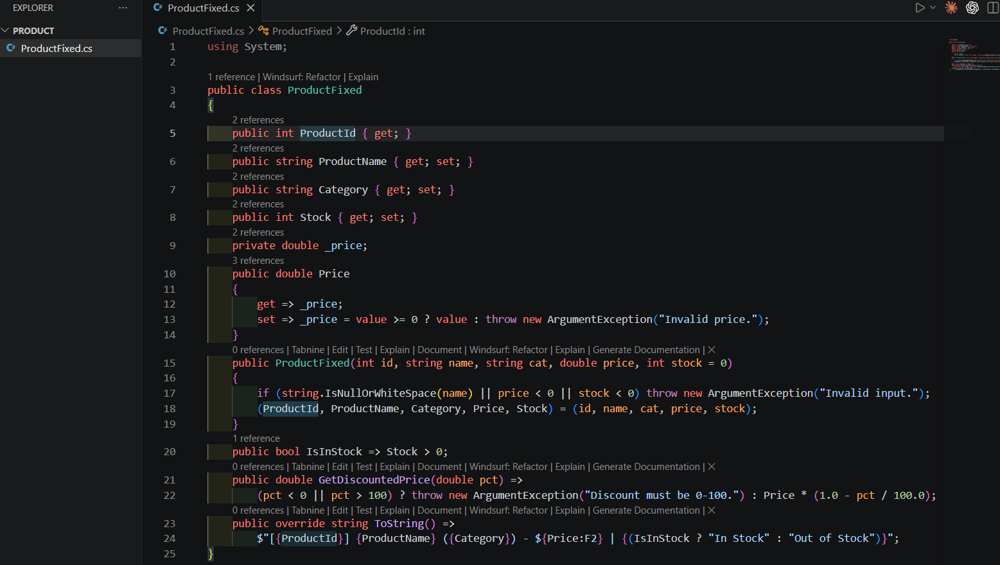 EXPLORER ···
PRODUCT
C# ProductFixed.cs
C# ProductFixed.cs ×
C# ProductFixed.cs > ProductFixed > ProductId : int
1 using System;
2
1 reference | Windsurf: Refactor | Explain
3 public class ProductFixed
4 {
2 references
5 public int ProductId { get; }
2 references
6 public string ProductName { get; set; }
2 references
7 public string Category { get; set; }
2 references
8 public int Stock { get; set; }
2 references
9 private double _price;
3 references
10 public double Price
11 {
12 get => _price;
13 set => _price = value >= 0 ? value : throw new ArgumentException("Invalid price.");
14 }
0 references | Tabnine | Edit | Test | Explain | Document | Windsurf: Refactor | Explain | Generate Documentation | ×
15 public ProductFixed(int id, string name, string cat, double price, int stock = 0)
16 {
17 if (string.IsNullOrWhiteSpace(name) || price < 0 || stock < 0) throw new ArgumentException("Invalid input.");
18 (ProductId, ProductName, Category, Price, Stock) = (id, name, cat, price, stock);
19 }
1 reference
20 public bool IsInStock => Stock > 0;
0 references | Tabnine | Edit | Test | Explain | Document | Windsurf: Refactor | Explain | Generate Documentation | ×
21 public double GetDiscountedPrice(double pct) =>
22 (pct < 0 || pct > 100) ? throw new ArgumentException("Discount must be 0-100.") : Price * (1.0 - pct / 100.0);
0 references | Tabnine | Edit | Test | Explain | Document | Windsurf: Refactor | Explain | Generate Documentation | ×
23 public override string ToString() =>
24 $"[{ProductId}] {ProductName} ({Category}) - ${Price:F2} | {(IsInStock ? "In Stock" : "Out of Stock")}";
25 }